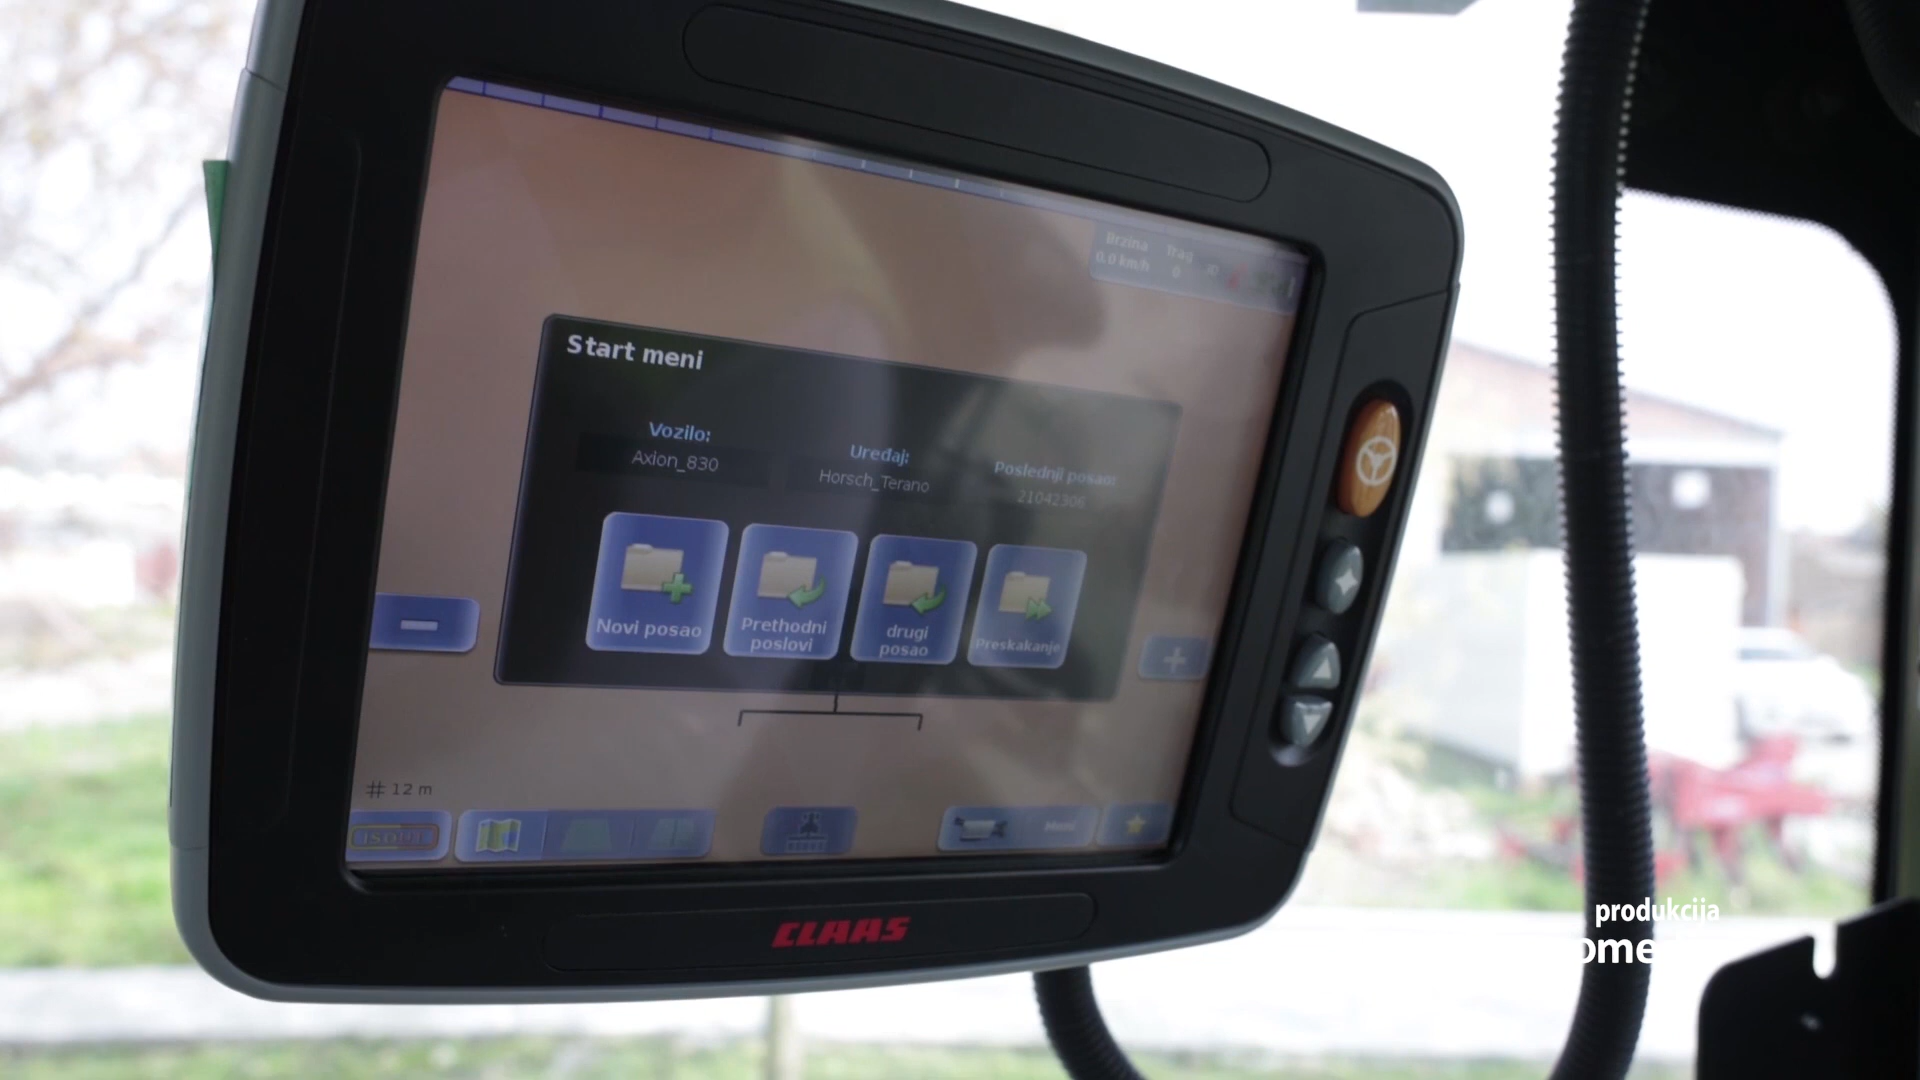 Brzina
Trag
0.0 km/h
0
Start meni
Vozilo:
Uređaj:
Poslednji posao:
Axion_830
Horsch_Terano
21042306
Novi posao
Prethodni
poslovi
drugi
posao
Preskakanje
12 m
CLAAS
produkcija